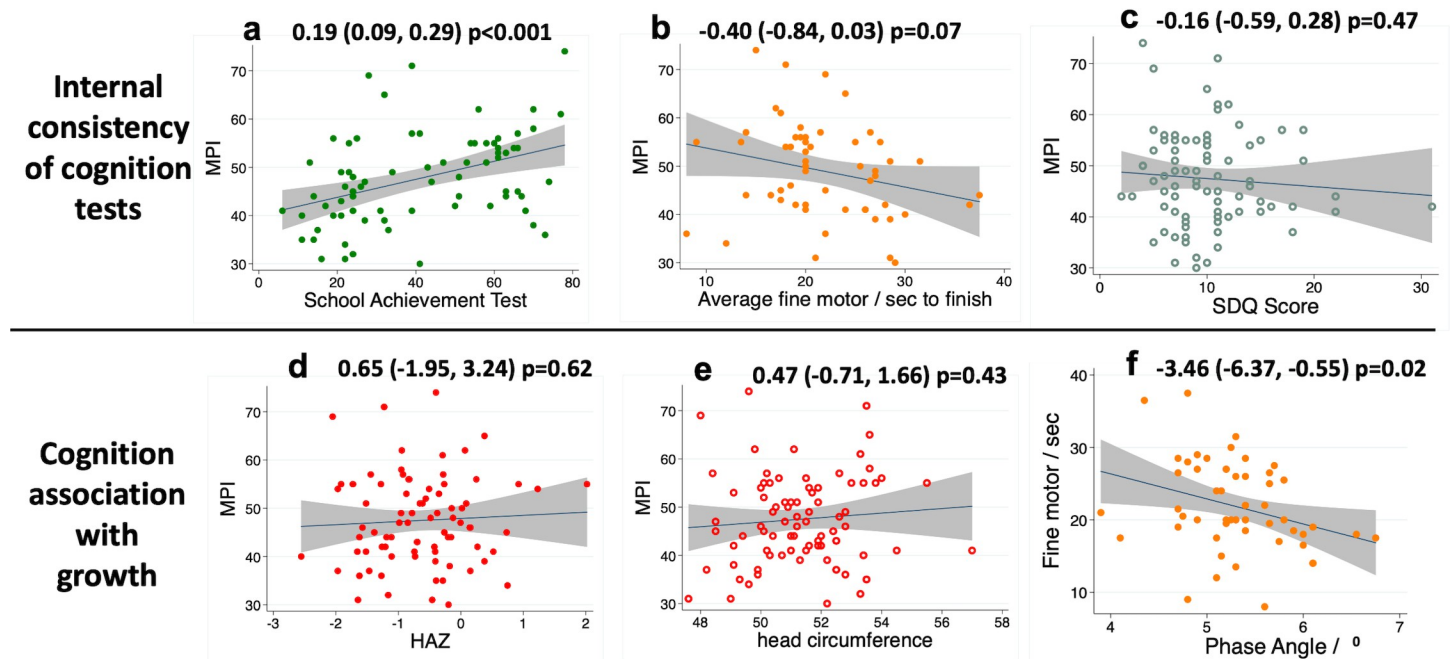 Internal
consistency
of cognition
tests
a 0.19 (0.09, 0.29) p<0.001
MPI
70
60
50
40
30
0 20 40 60 80
School Achievement Test
b -0.40 (-0.84, 0.03) p=0.07
MPI
70
60
50
40
30
10 20 30 40
Average fine motor / sec to finish
c -0.16 (-0.59, 0.28) p=0.47
MPI
70
60
50
40
30
0 10 20 30
SDQ Score
Cognition
association
with
growth
d 0.65 (-1.95, 3.24) p=0.62
MPI
70
60
50
40
30
-3 -2 -1 0 1 2
HAZ
e 0.47 (-0.71, 1.66) p=0.43
MPI
70
60
50
40
30
48 50 52 54 56 58
head circumference
f -3.46 (-6.37, -0.55) p=0.02
Fine motor / sec
40
30
20
10
4 5 6 7
Phase Angle / ⁰